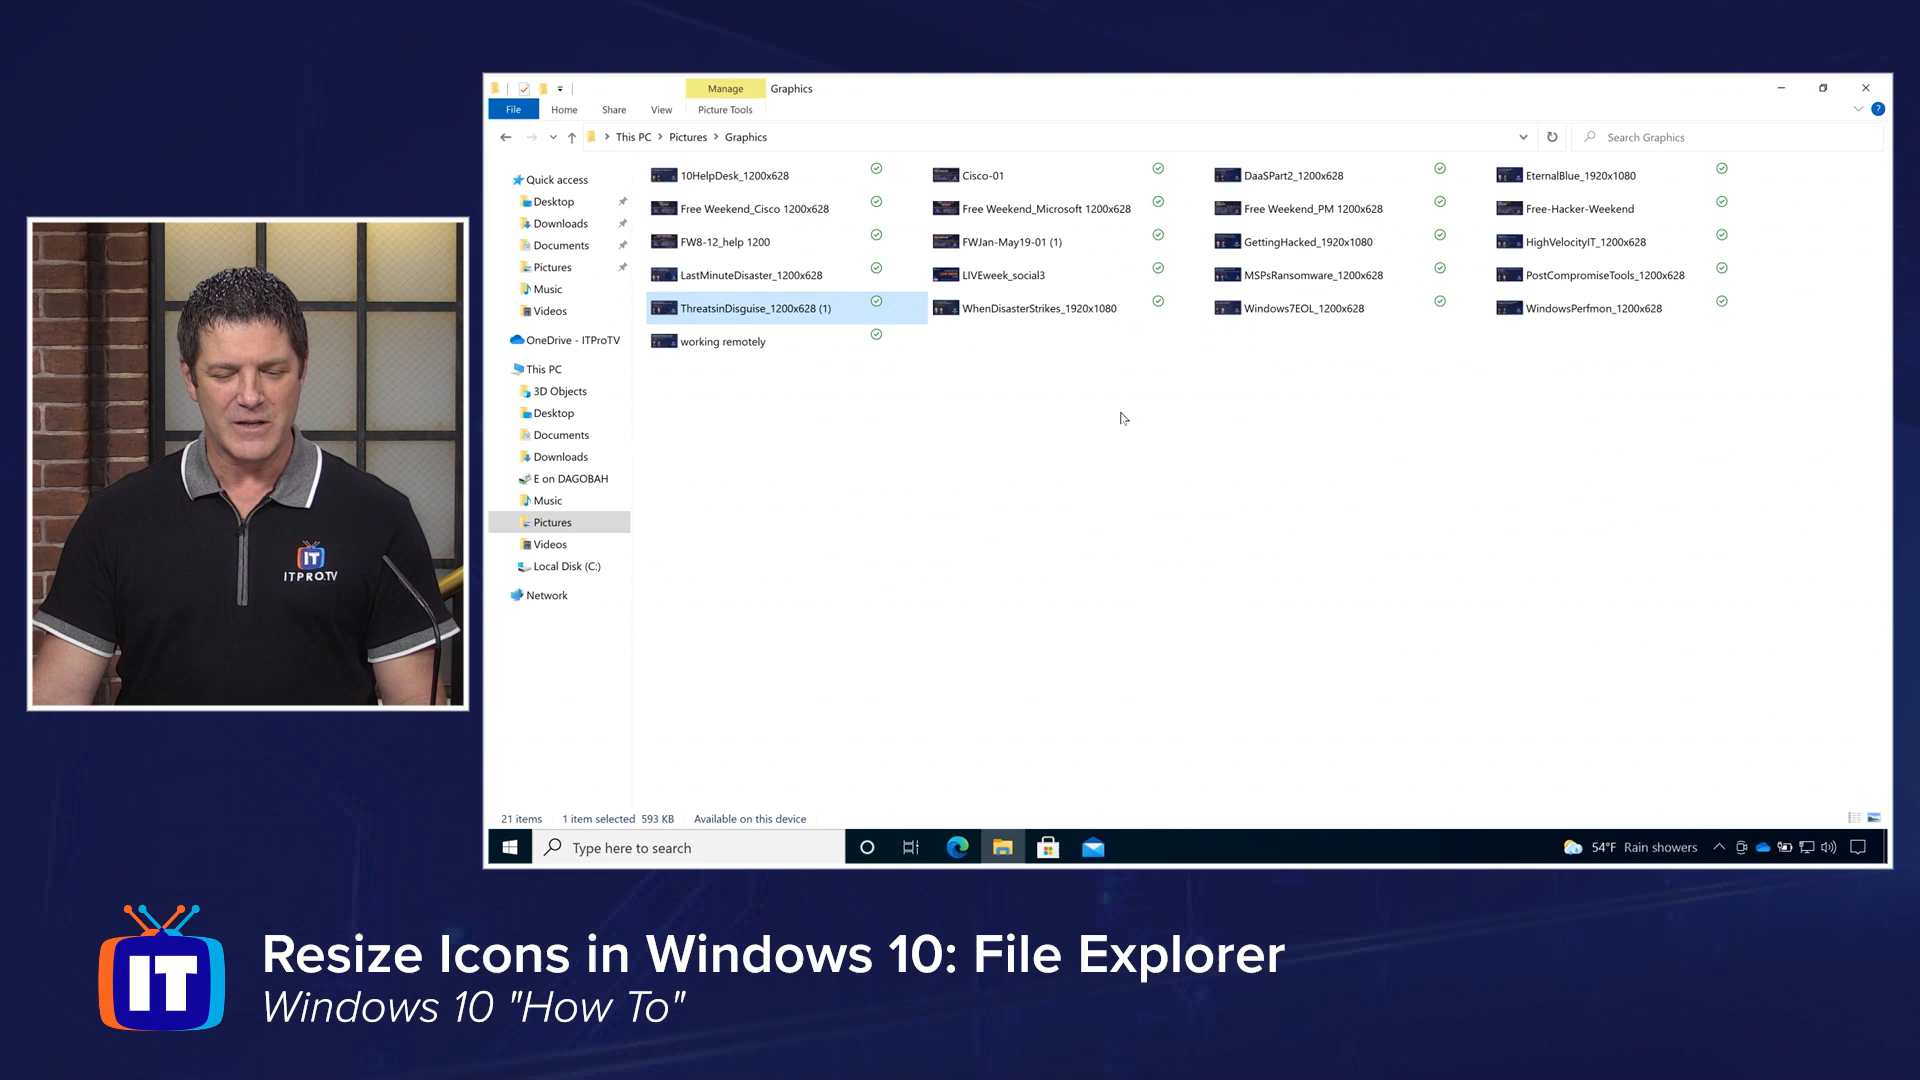 Manage
Graphics
File
Home
Share
View
Picture Tools
This PC
Pictures
Graphics
Search Graphics
Quick access
Desktop
Downloads
Documents
Pictures
Music
Videos
OneDrive - ITProTV
This PC
3D Objects
Desktop
Documents
Downloads
E on DAGOBAH
Music
Pictures
Videos
Local Disk (C:)
Network
10HelpDesk_1200x628
Cisco-01
DaaSPart2_1200x628
EternalBlue_1920x1080
Free Weekend_Cisco 1200x628
Free Weekend_Microsoft 1200x628
Free Weekend_PM 1200x628
Free-Hacker-Weekend
FW8-12_help 1200
FWJan-May19-01 (1)
GettingHacked_1920x1080
HighVelocityIT_1200x628
LastMinuteDisaster_1200x628
LIVEweek_social3
MSPsRansomware_1200x628
PostCompromiseTools_1200x628
ThreatsinDisguise_1200x628 (1)
WhenDisasterStrikes_1920x1080
Windows7EOL_1200x628
WindowsPerfmon_1200x628
working remotely
21 items
1 item selected 593 KB
Available on this device
Type here to search
54°F Rain showers
IT
ITPRO.TV
IT
Resize Icons in Windows 10: File Explorer
Windows 10 "How To"